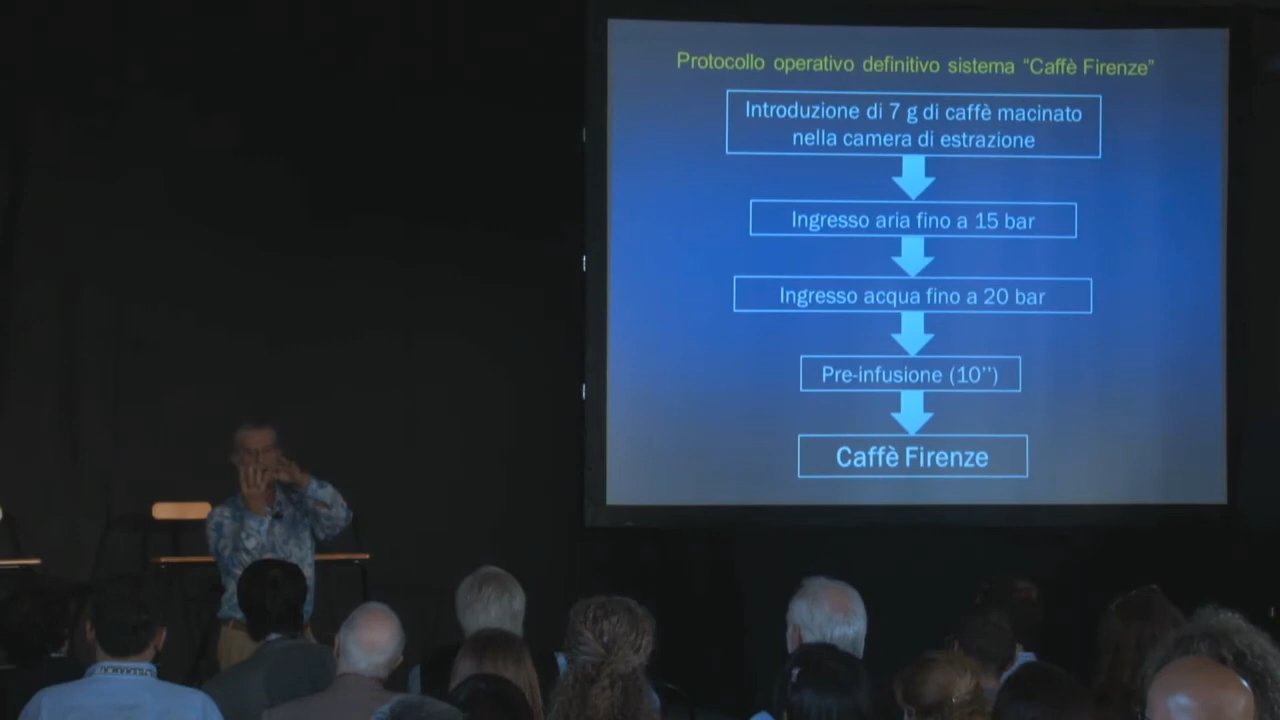 Protocollo operativo definitivo sistema “Caffè Firenze”
Introduzione di 7 g di caffè macinato
nella camera di estrazione
Ingresso aria fino a 15 bar
Ingresso acqua fino a 20 bar
Pre-infusione (10’’)
Caffè Firenze